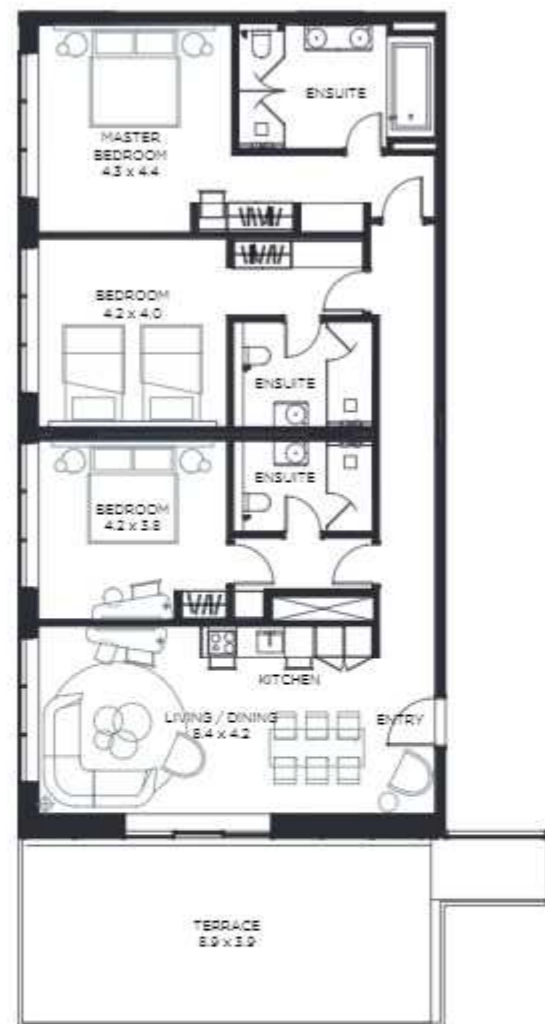 ENSUITE
MASTER
BEDROOM
4.3 x 4.4
BEDROOM
4.2 x 4.0
ENSUITE
ENSUITE
BEDROOM
4.2 x 3.8
KITCHEN
LIVING / DINING
8.4 x 4.2
ENTRY
TERRACE
8.9 x 3.9